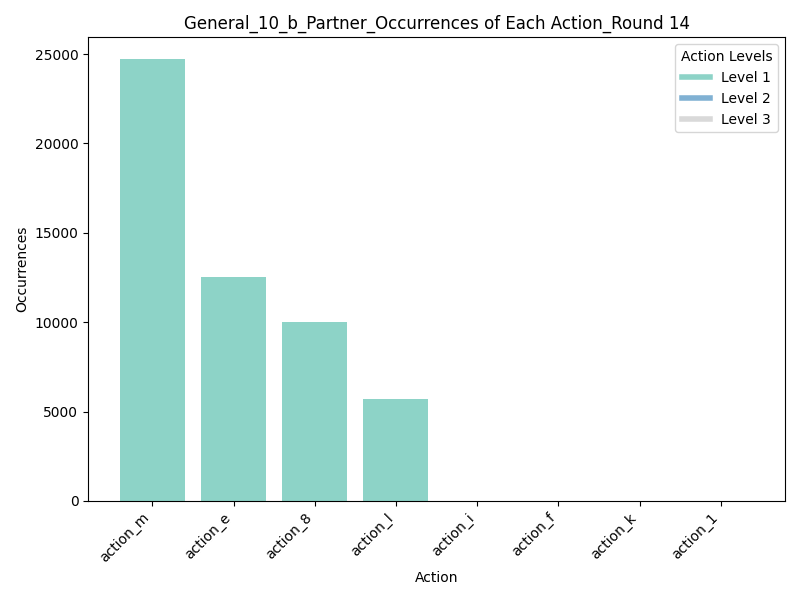 General_10_b_Partner_Occurrences of Each Action_Round 14
Action Levels
Level 1
Level 2
Level 3
25000
20000
15000
10000
5000
0
Occurrences
action_m
action_e
action_8
action_l
action_i
action_f
action_k
action_1
Action